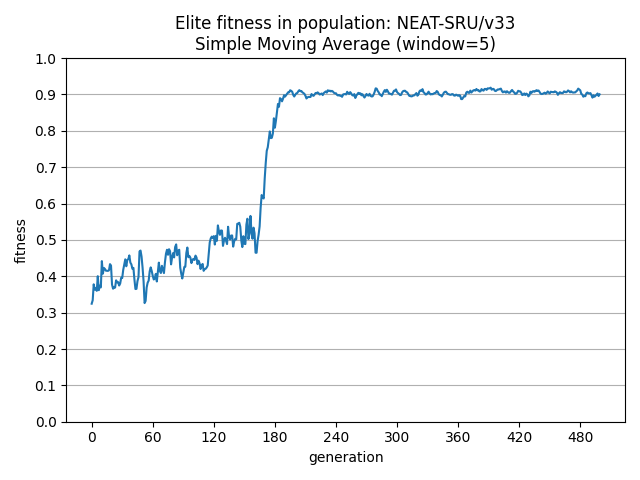 Elite fitness in population: NEAT-SRU/v33
Simple Moving Average (window=5)
1.0
0.9
0.8
0.7
0.6
0.5
0.4
0.3
0.2
0.1
0.0
fitness
0 60 120 180 240 300 360 420 480
generation